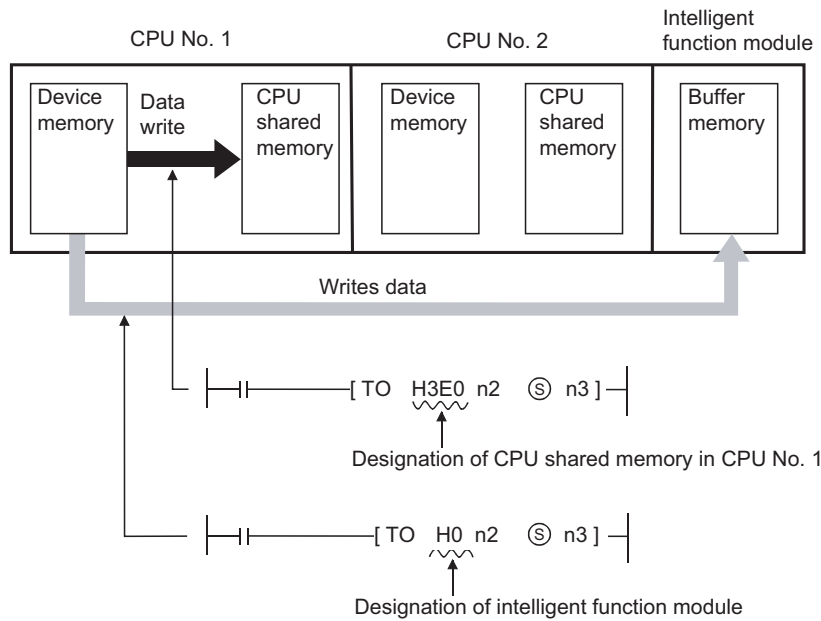 CPU No. 1
CPU No. 2
Intelligent
function module
Device
memory
Data
write
CPU
shared
memory
Device
memory
CPU
shared
memory
Buffer
memory
Writes data
[ TO H3E0 n2 Ⓢ n3 ]
Designation of CPU shared memory in CPU No. 1
[ TO H0 n2 Ⓢ n3 ]
Designation of intelligent function module